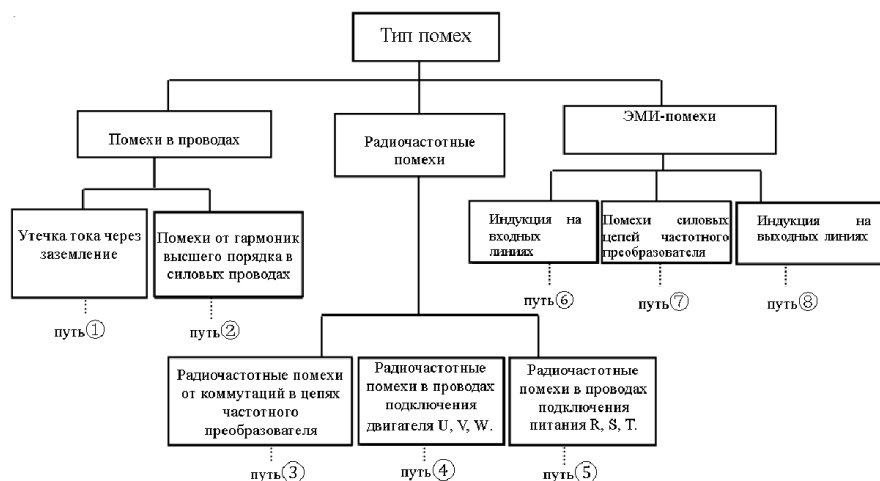 Тип помех
Помехи в проводах
Радиочастотные
помехи
ЭМИ-помехи
Утечка тока через
заземление
Помехи от гармоник
высшего порядка в
силовых проводах
Индукция на
входных
линиях
Помехи силовых
цепей частотного
преобразователя
Индукция на
выходных линиях
путь①
путь②
путь⑥
путь⑦
путь⑧
Радиочастотные помехи
от коммутаций в цепях
частотного
преобразователя
Радиочастотные
помехи в проводах
подключения
двигателя U, V, W.
Радиочастотные
помехи в проводах
подключения
питания R, S, T.
путь③
путь④
путь⑤